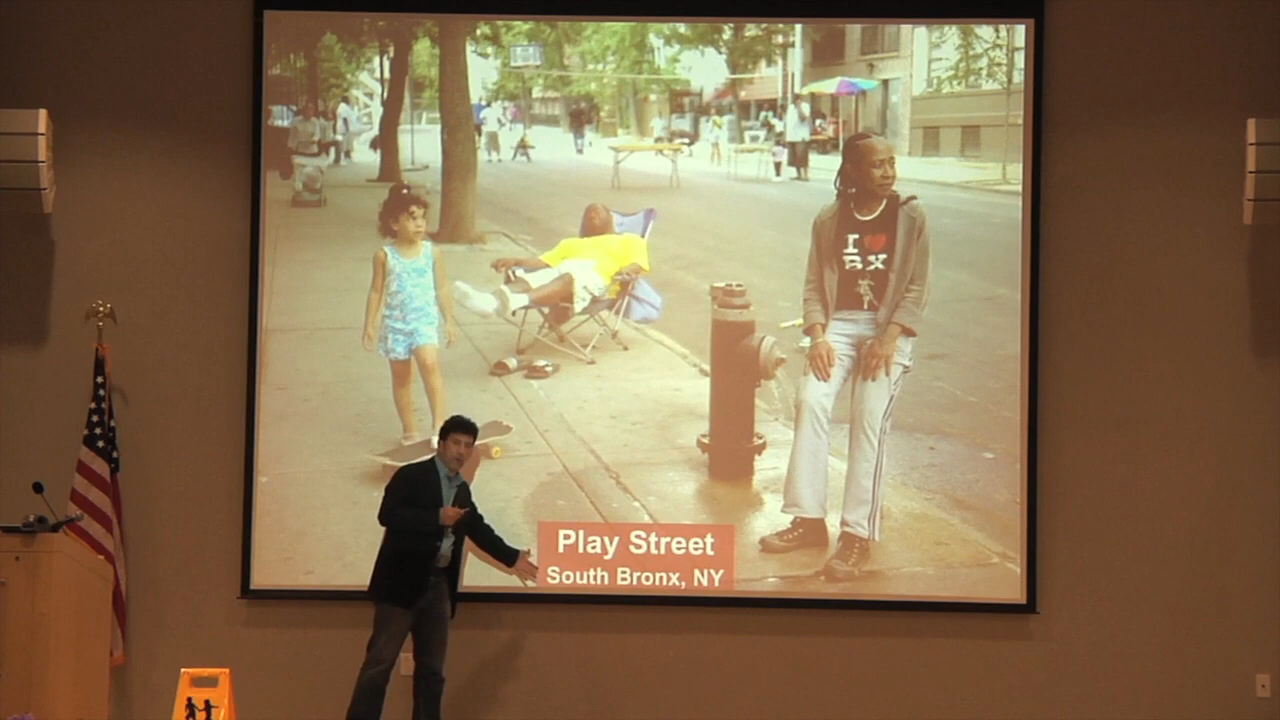 I ❤
BX
Play Street
South Bronx, NY